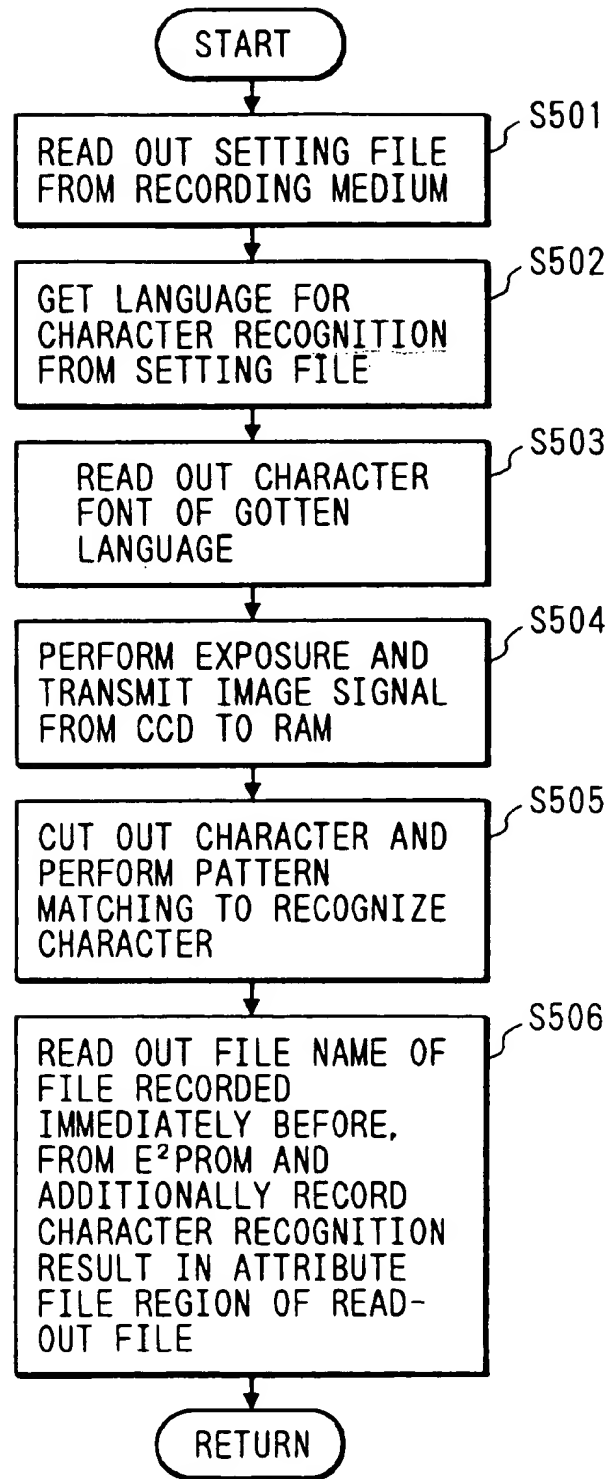 START
S501
READ OUT SETTING FILE
FROM RECORDING MEDIUM
S502
GET LANGUAGE FOR
CHARACTER RECOGNITION
FROM SETTING FILE
S503
READ OUT CHARACTER
FONT OF GOTTEN
LANGUAGE
S504
PERFORM EXPOSURE AND
TRANSMIT IMAGE SIGNAL
FROM CCD TO RAM
S505
CUT OUT CHARACTER AND
PERFORM PATTERN
MATCHING TO RECOGNIZE
CHARACTER
S506
READ OUT FILE NAME OF
FILE RECORDED
IMMEDIATELY BEFORE,
FROM E²PROM AND
ADDITIONALLY RECORD
CHARACTER RECOGNITION
RESULT IN ATTRIBUTE
FILE REGION OF READ-
OUT FILE
RETURN